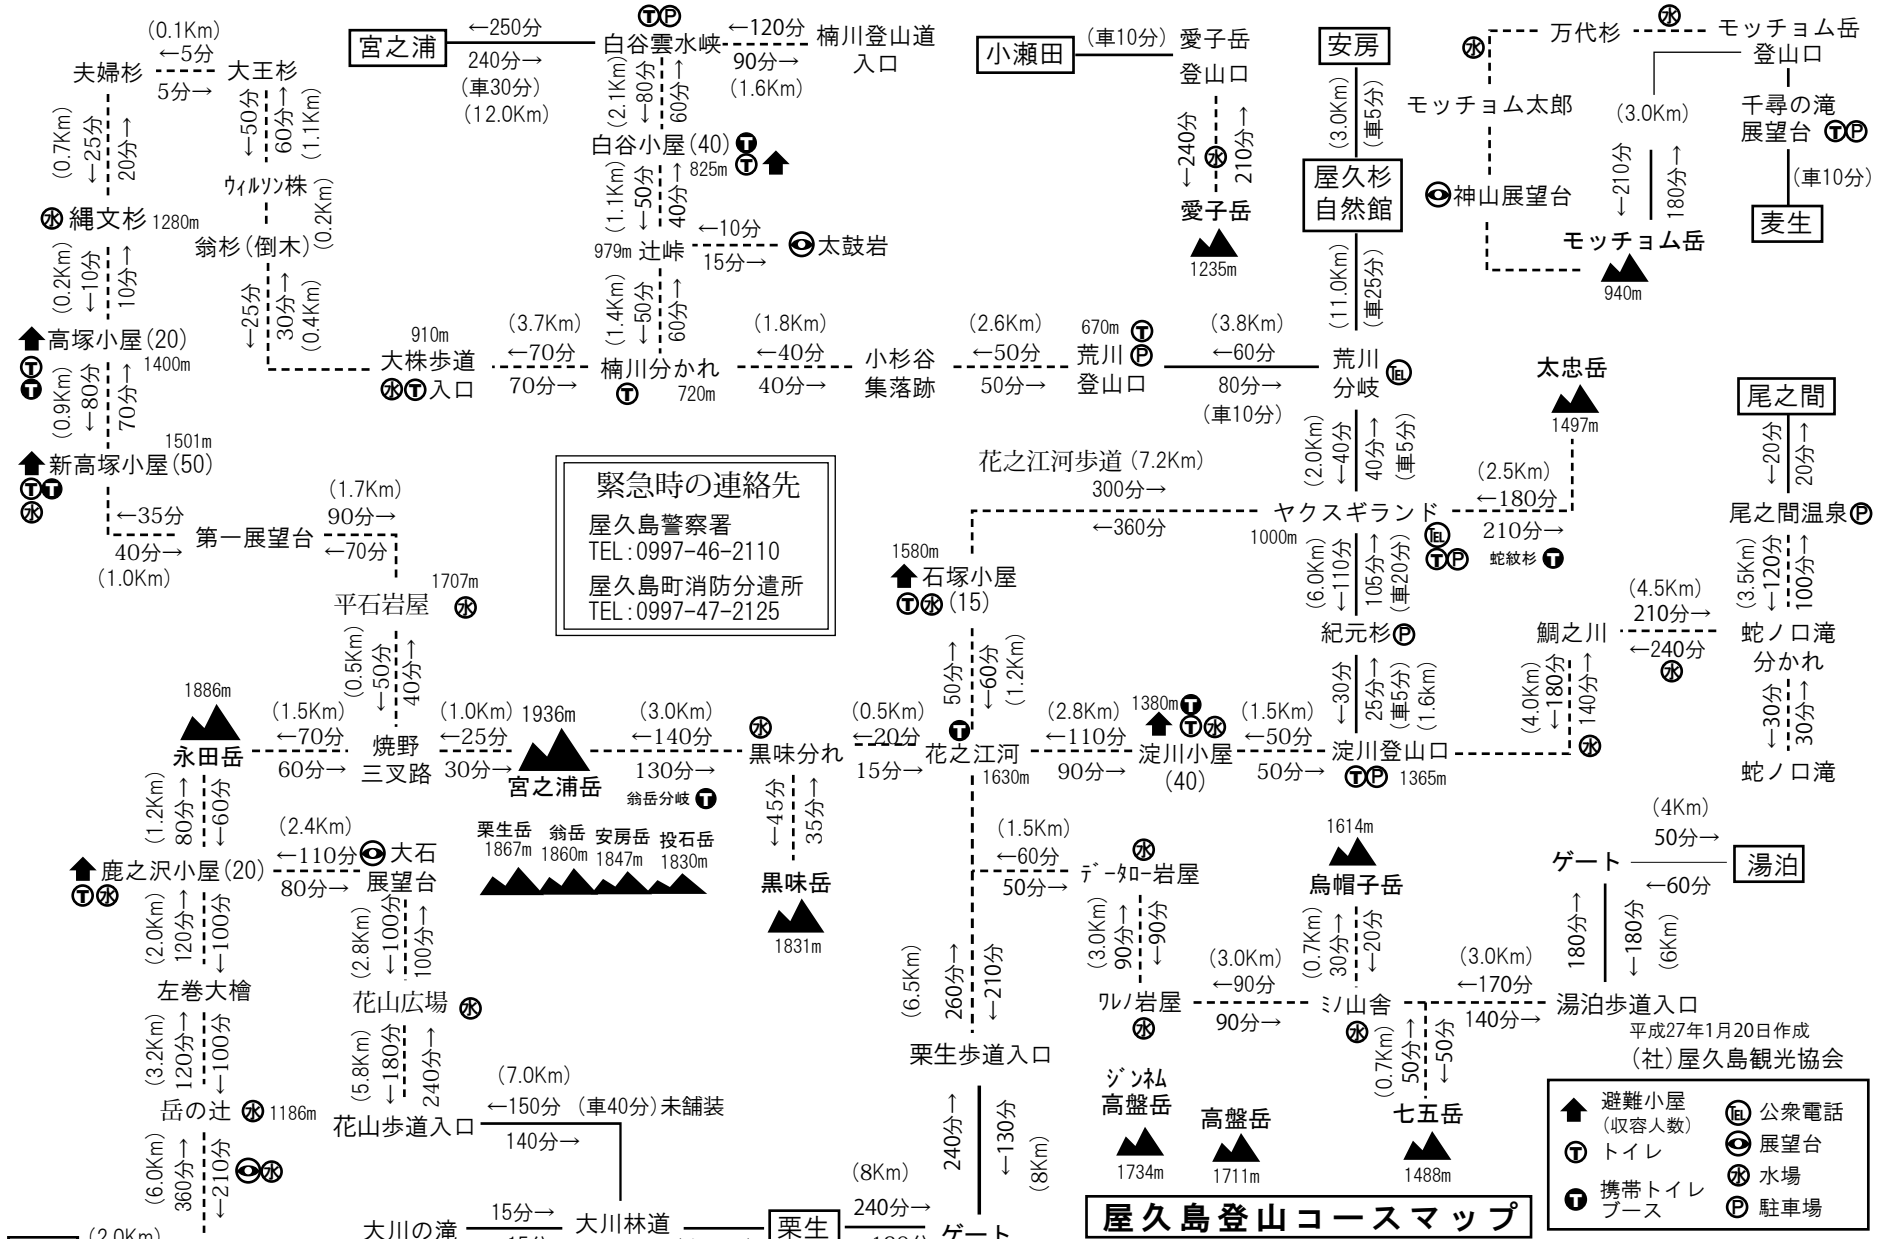 (0.1Km)
←5分
夫婦杉
大王杉
5分→
(0.7Km)
←25分
20分→
←50分
60分→
(1.1Km)
ウィルソン株
(0.2Km)
翁杉(倒木)
水 縄文杉 1280m
(0.2Km)
←10分
10分→
←25分
30分→
(0.4Km)
高塚小屋(20)
1400m
T
T
(0.9Km)
←80分
70分→
1501m
新高塚小屋(50)
T T
水
←35分
40分→
(1.0Km)
第一展望台
(1.7Km)
90分→
←70分
1707m
平石岩屋 水
(0.5Km)
←50分
40分→
910m
大株歩道
水 T 入口
(3.7Km)
←70分
70分→
宮之浦
←250分
240分→
(車30分)
(12.0Km)
T P
白谷雲水峡
←120分
90分→
(1.6Km)
楠川登山道
入口
(2.1Km)
←80分
60分→
白谷小屋(40) T
825m T
(1.1Km)
←50分
40分→
979m 辻峠
←10分
15分→
太鼓岩
(1.4Km)
←50分
60分→
楠川分かれ
T 720m
(1.8Km)
←40分
40分→
小杉谷
集落跡
(2.6Km)
←50分
50分→
670m T
荒川 P
登山口
(3.8Km)
←60分
80分→
(車10分)
荒川
分岐
TEL
小瀬田
(車10分)
愛子岳
登山口
←240分
水
210分→
愛子岳
1235m
安房
(3.0Km)
(車5分)
屋久杉
自然館
(11.0Km)
(車25分)
水
万代杉
水
モッチョム岳
登山口
モッチョム太郎
(3.0Km)
千尋の滝
展望台 T P
神山展望台
←210分
180分→
(車10分)
麦生
モッチョム岳
940m
緊急時の連絡先
屋久島警察署
TEL:0997-46-2110
屋久島町消防分遣所
TEL:0997-47-2125
花之江河歩道 (7.2Km)
300分→
←360分
(2.0Km)
←40分
40分→
(車5分)
ヤクスギランド
1000m
TEL
T P
太忠岳
1497m
(2.5Km)
←180分
210分→
蛇紋杉 T
尾之間
←20分
20分→
尾之間温泉 P
(3.5Km)
←120分
100分→
1580m
石塚小屋
T 水 (15)
50分→
←60分
(1.2Km)
(6.0Km)
←110分
105分→
(車20分)
紀元杉 P
←30分
25分→
(車5分)
(1.6km)
鯛之川
(4.5Km)
210分→
←240分
水
蛇ノ口滝
分かれ
←30分
30分→
蛇ノ口滝
(4.0Km)
←180分
140分→
水
1886m
永田岳
(1.5Km)
←70分
60分→
焼野
三叉路
(1.0Km)
←25分
30分→
1936m
宮之浦岳
(3.0Km)
←140分
130分→
翁岳分岐 T
水
黒味分れ
(0.5Km)
←20分
15分→
T
花之江河
1630m
(2.8Km)
←110分
90分→
1380m T
T 水
淀川小屋
(40)
(1.5Km)
←50分
50分→
淀川登山口
T P 1365m
栗生岳
1867m
翁岳
1860m
安房岳
1847m
投石岳
1830m
←45分
35分→
黒味岳
1831m
(1.2Km)
80分→
←60分
鹿之沢小屋(20)
T 水
(2.4Km)
←110分
80分→
大石
展望台
(2.0Km)
120分→
←100分
(2.8Km)
←100分
100分→
左巻大檜
花山広場 水
(3.2Km)
120分→
←100分
(5.8Km)
←180分
240分→
岳の辻 水 1186m
花山歩道入口
(7.0Km)
←150分 (車40分)未舗装
140分→
(6.0Km)
360分→
←210分
水
(2.0Km)
大川の滝
15分→
大川林道
栗生
(8Km)
240分→
ゲート
(1.5Km)
←60分
50分→
水
データロー岩屋
(6.5Km)
260分→
←210分
(3.0Km)
90分→
←90分
ワレノ岩屋
水
(3.0Km)
←90分
90分→
1614m
烏帽子岳
(0.7Km)
30分→
←20分
ミノ山舎
水
(3.0Km)
←170分
140分→
湯泊歩道入口
(0.7Km)
50分→
←50分
七五岳
1488m
(4Km)
50分→
ゲート
湯泊
←60分
180分→
←180分
(6Km)
栗生歩道入口
240分→
←130分
(8Km)
ジンネム
高盤岳
1734m
高盤岳
1711m
平成27年1月20日作成
(社)屋久島観光協会
避難小屋
(収容人数)
T トイレ
T 携帯トイレ
ブース
TEL 公衆電話
展望台
水 水場
P 駐車場
屋久島登山コースマップ